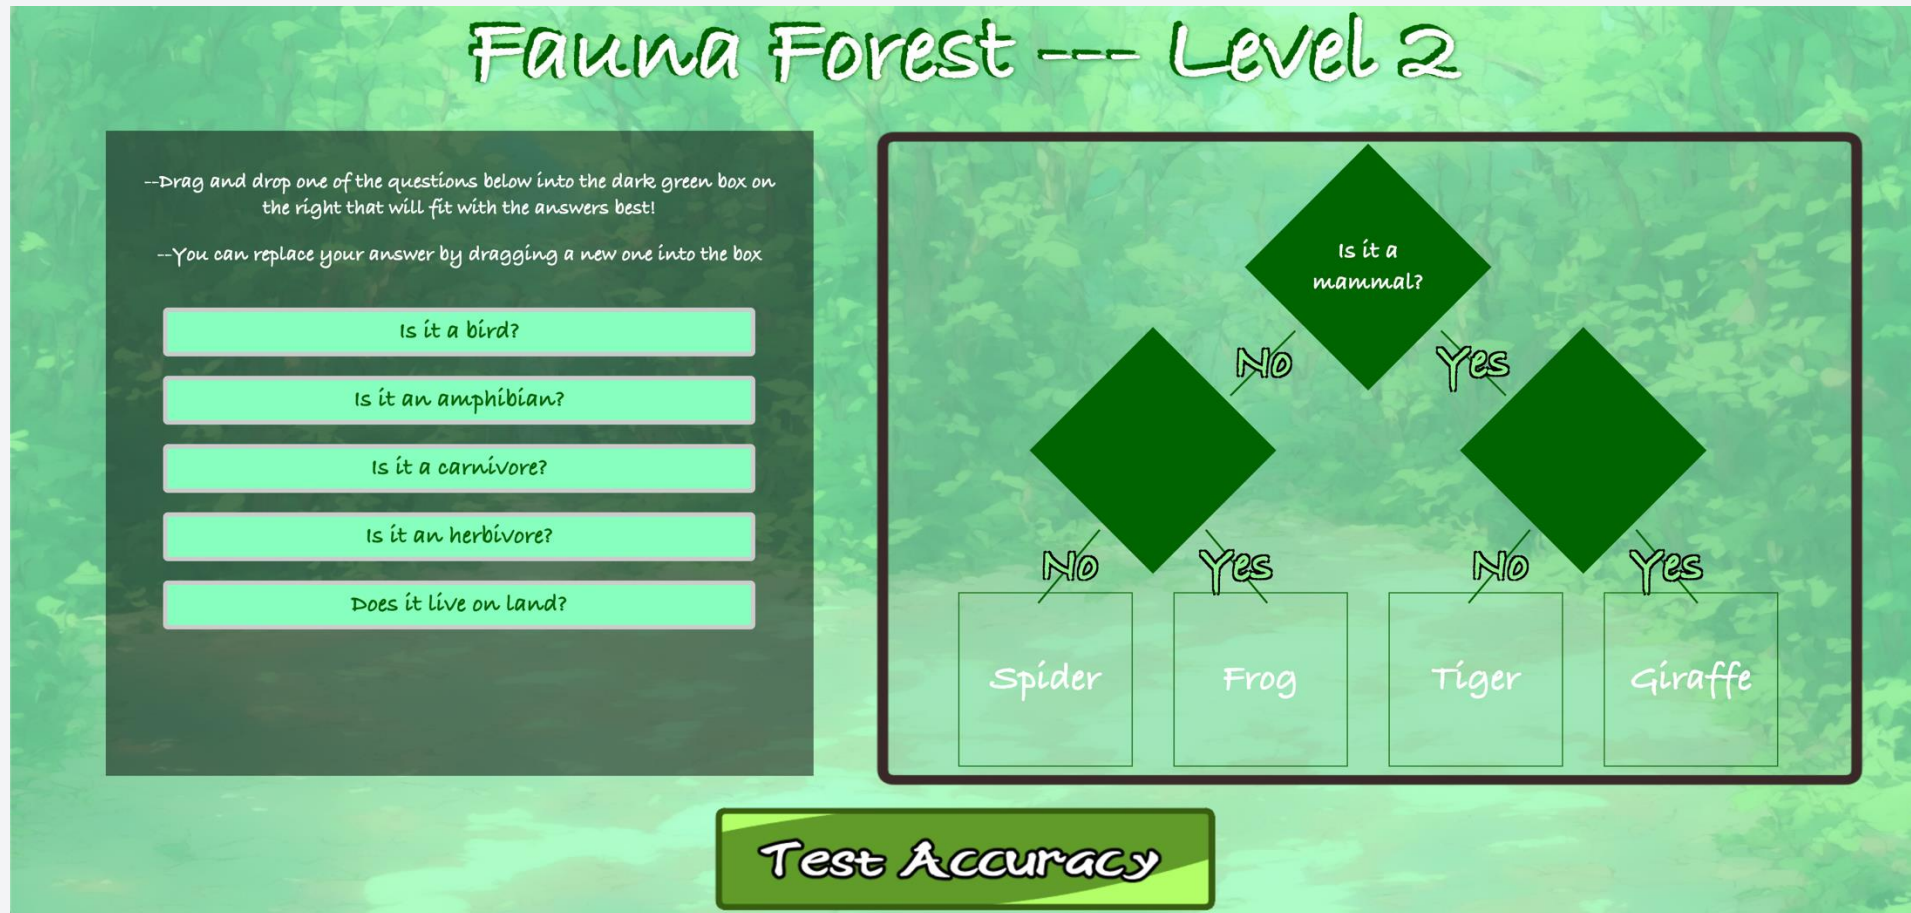 Fauna Forest --- Level 2
--Drag and drop one of the questions below into the dark green box on
the right that will fit with the answers best!
--You can replace your answer by dragging a new one into the box
Is it a bird?
Is it an amphibian?
Is it a carnivore?
Is it an herbivore?
Does it live on land?
Is it a
mammal?
No
Yes
No
Yes
No
Yes
Spider
Frog
Tiger
Giraffe
Test Accuracy